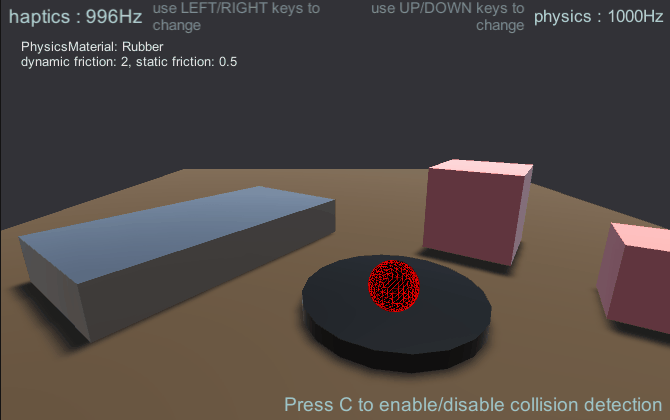 haptics : 996Hz
use LEFT/RIGHT keys to
change
use UP/DOWN keys to
change
physics : 1000Hz
PhysicsMaterial: Rubber
dynamic friction: 2, static friction: 0.5
Press C to enable/disable collision detection